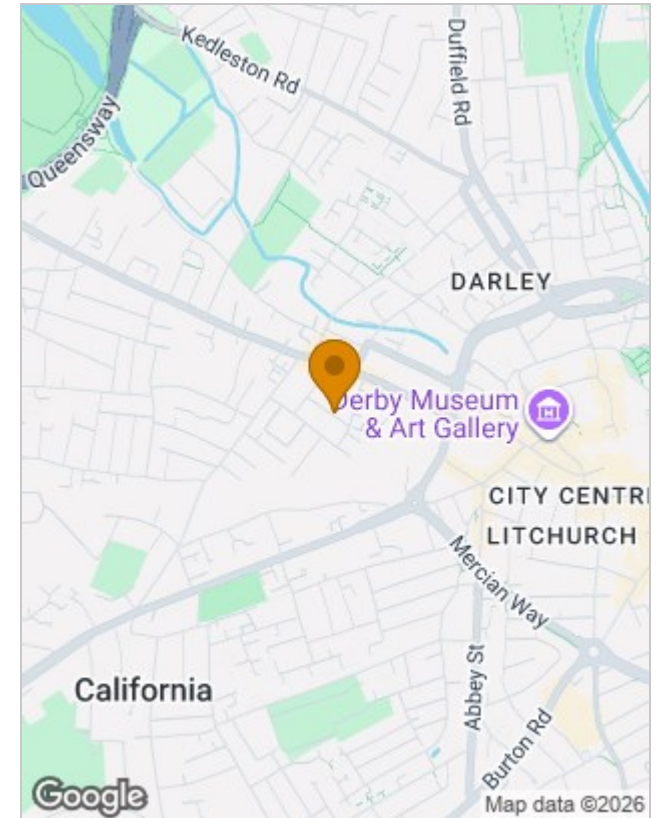 Kedleston Rd
Duffield Rd
Queensway
DARLEY
Derby Museum
& Art Gallery
CITY CENTR
LITCHURCH
Mercian Way
California
Abbey St
Burton Rd
Google
Map data ©2026